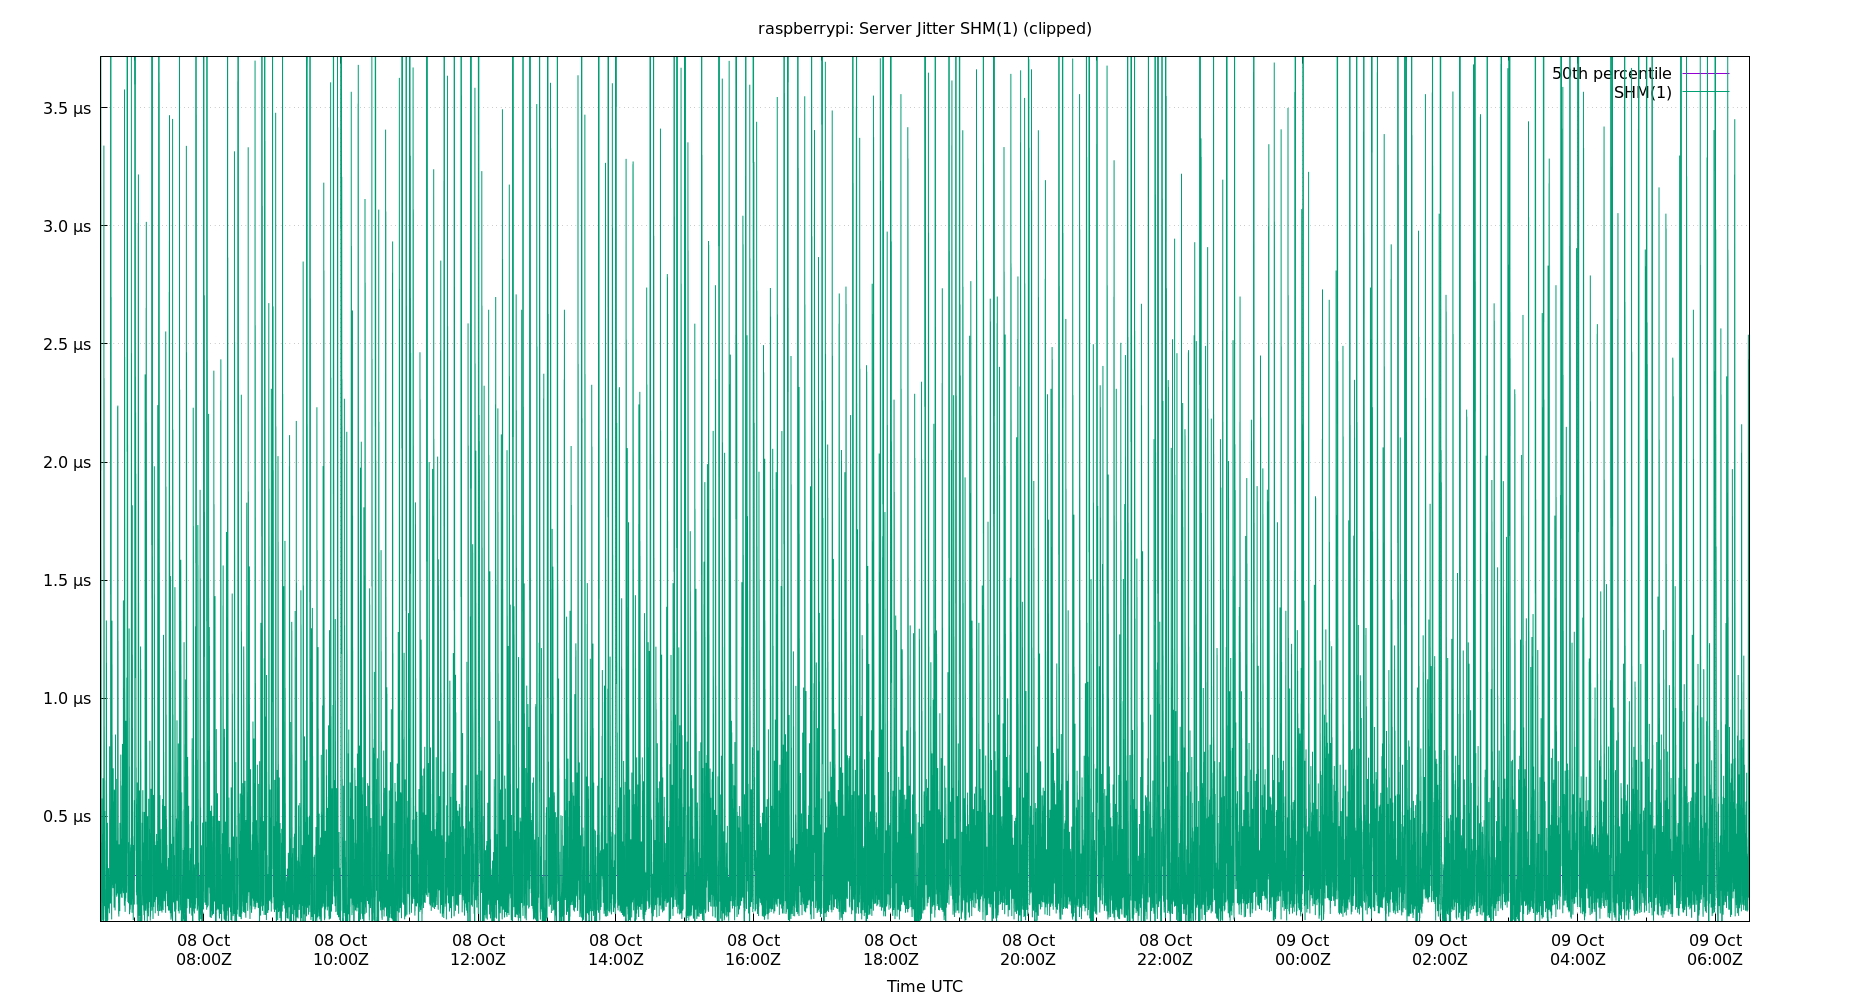 raspberrypi: Server Jitter SHM(1) (clipped)
50th percentile
SHM(1)
3.5 µs
3.0 µs
2.5 µs
2.0 µs
1.5 µs
1.0 µs
0.5 µs
08 Oct 08 Oct 08 Oct 08 Oct 08 Oct 08 Oct 08 Oct 08 Oct 09 Oct 09 Oct 09 Oct 09 Oct
08:00Z 10:00Z 12:00Z 14:00Z 16:00Z 18:00Z 20:00Z 22:00Z 00:00Z 02:00Z 04:00Z 06:00Z
Time UTC